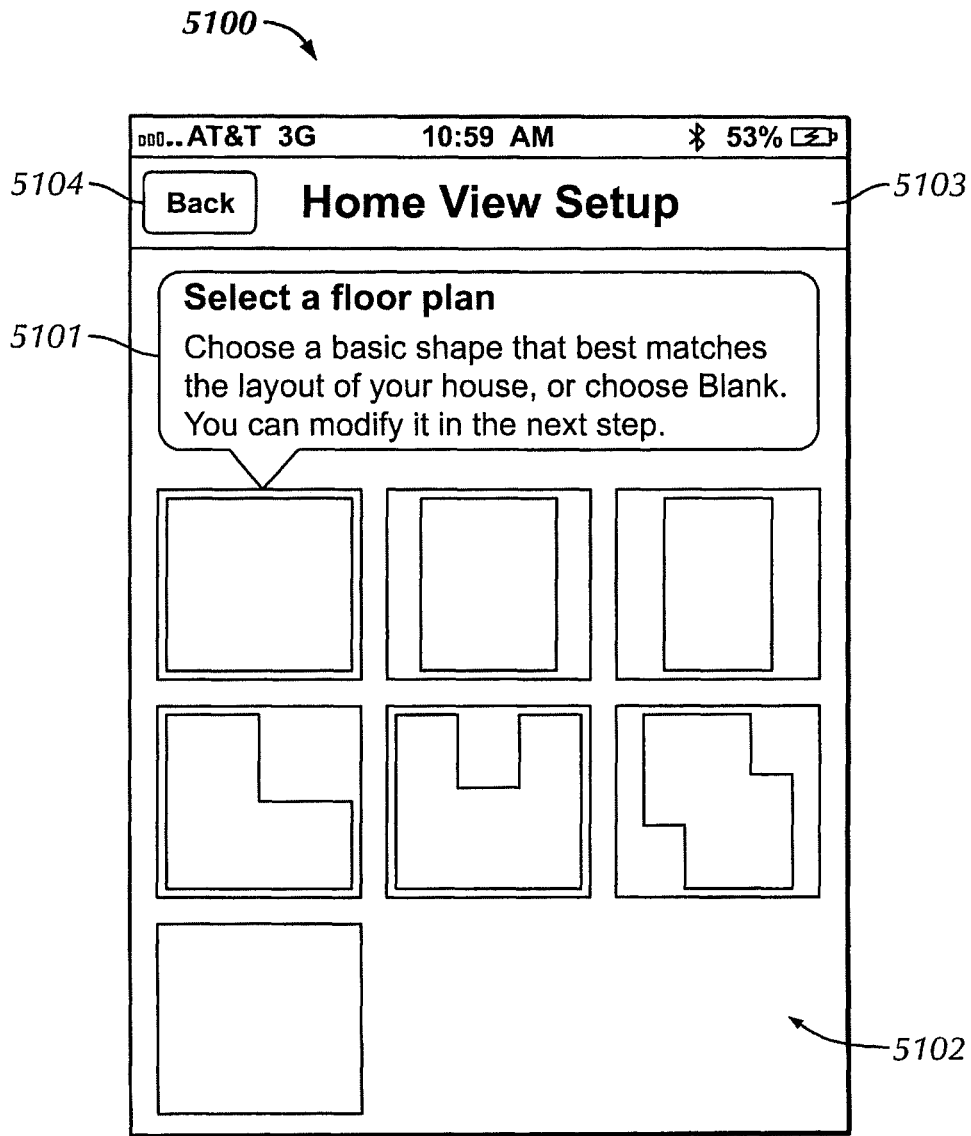 5100
AT&T 3G 10:59 AM 53%
5104 Back Home View Setup 5103
Select a floor plan
5101 Choose a basic shape that best matches
the layout of your house, or choose Blank.
You can modify it in the next step.
5102